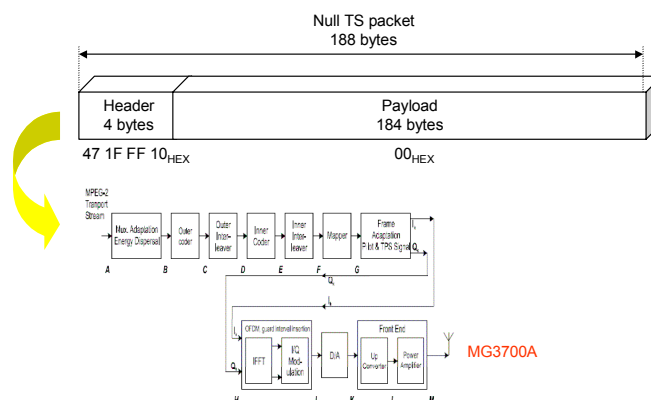 Null TS packet
188 bytes
Header
4 bytes
Payload
184 bytes
47 1F FF 10HEX
00HEX
MPEG-2
Tranport
Stream
Mux. Adaptation
Energy Dispersal
Outer
coder
Outer
Inter-
leaver
Inner
Coder
Inner
Inter-
leaver
Mapper
Frame
Adaptation
Pilot & TPS Signal
A
B
C
D
E
F
G
OFDM, guard interval insertion
IFFT
I/Q
Mod-
ulation
D/A
Front End
Up
Converter
Power
Amplifier
MG3700A
K
M